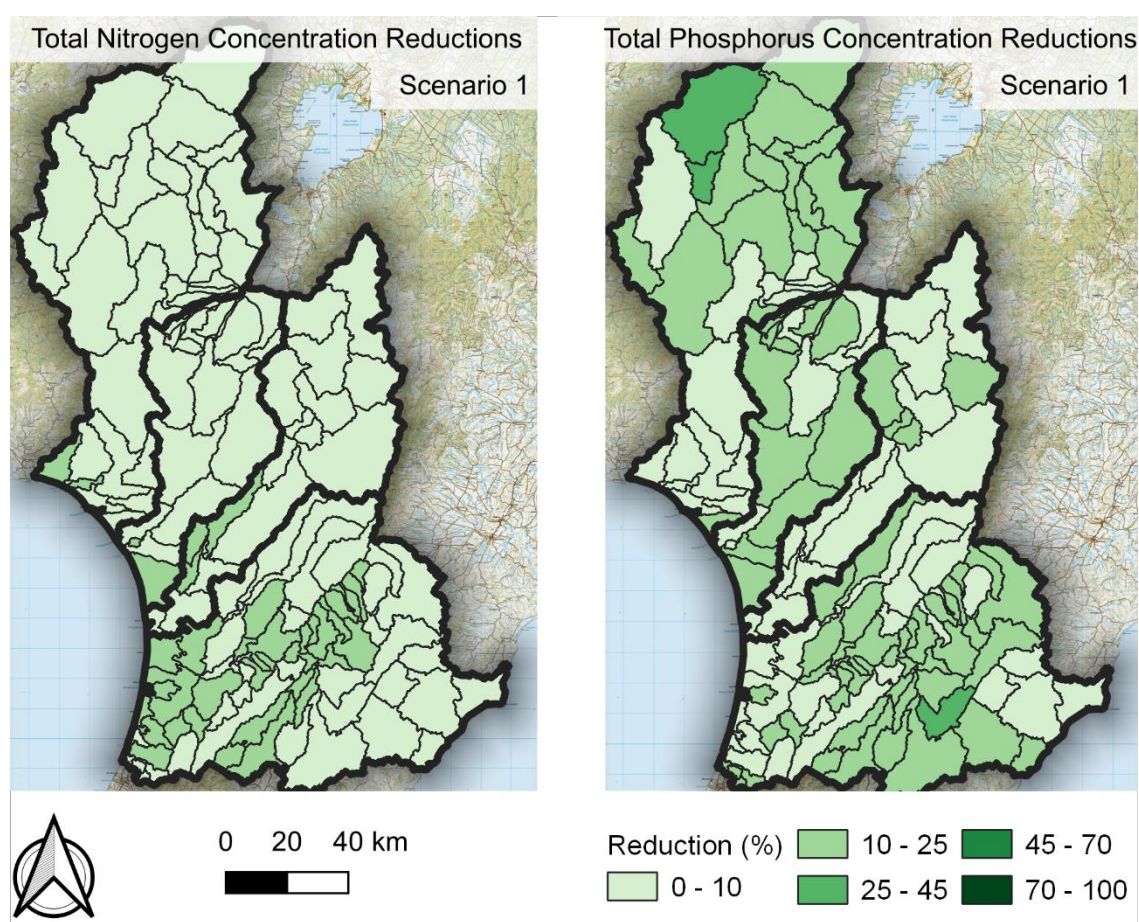 Total Nitrogen Concentration Reductions
Scenario 1
Total Phosphorus Concentration Reductions
Scenario 1
0 20 40 km
Reduction (%)
0 - 10
10 - 25
25 - 45
45 - 70
70 - 100